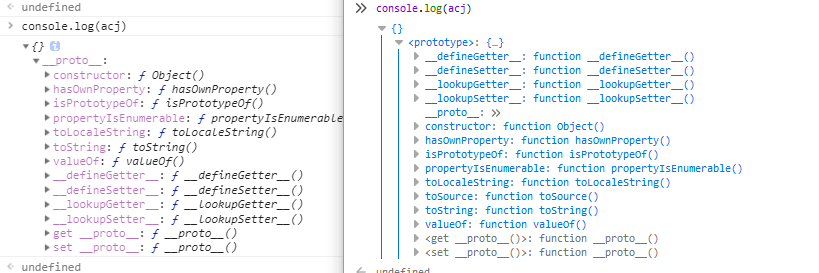 undefined
console.log(acj)
{} i
__proto__:
constructor: ƒ Object()
hasOwnProperty: ƒ hasOwnProperty()
isPrototypeOf: ƒ isPrototypeOf()
propertyIsEnumerable: ƒ propertyIsEnumerable
toLocaleString: ƒ toLocaleString()
toString: ƒ toString()
valueOf: ƒ valueOf()
__defineGetter__: ƒ __defineGetter__()
__defineSetter__: ƒ __defineSetter__()
__lookupGetter__: ƒ __lookupGetter__()
__lookupSetter__: ƒ __lookupSetter__()
get __proto__: ƒ __proto__()
set __proto__: ƒ __proto__()
undefined
console.log(acj)
{}
<prototype>: {…}
__defineGetter__: function __defineGetter__()
__defineSetter__: function __defineSetter__()
__lookupGetter__: function __lookupGetter__()
__lookupSetter__: function __lookupSetter__()
__proto__: 
constructor: function Object()
hasOwnProperty: function hasOwnProperty()
isPrototypeOf: function isPrototypeOf()
propertyIsEnumerable: function propertyIsEnumerable()
toLocaleString: function toLocaleString()
toSource: function toSource()
toString: function toString()
valueOf: function valueOf()
<get __proto__()>: function __proto__()
<set __proto__()>: function __proto__()
undefined